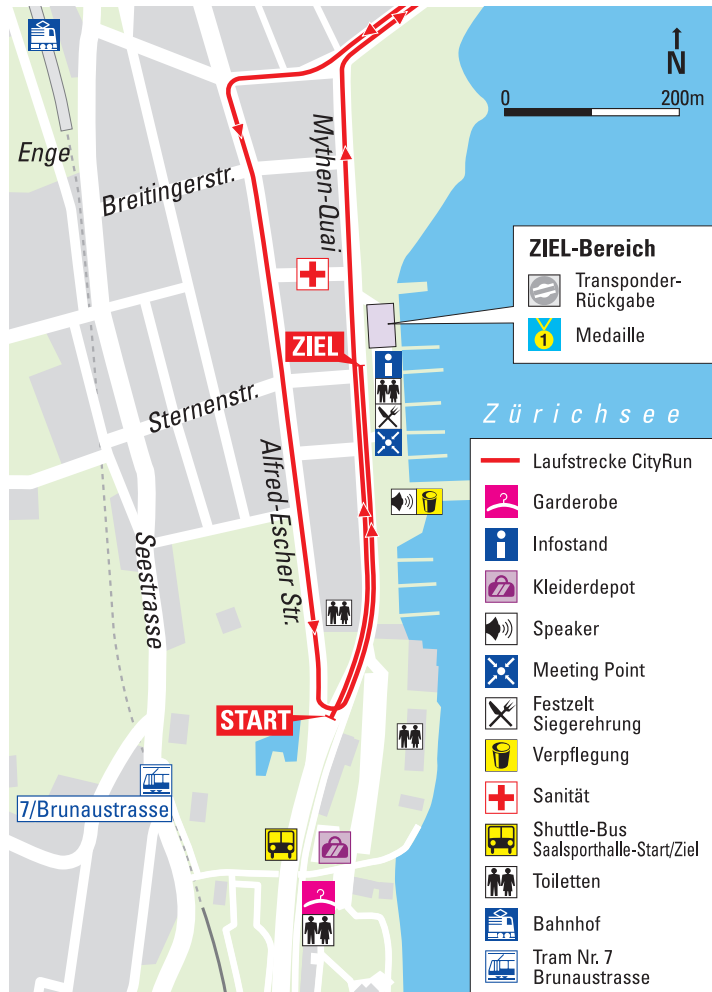 N
0
200m
Enge
Mythen-Quai
Breitingerstr.
ZIEL-Bereich
Transponder-
Rückgabe
1
Medaille
ZIEL
i
Sternenstr.
Zürichsee
Alfred-Escher Str.
Seestrasse
START
7/Brunaustrasse
Laufstrecke CityRun
Garderobe
i
Infostand
Kleiderdepot
Speaker
Meeting Point
Festzelt
Siegerehrung
Verpflegung
Sanität
Shuttle-Bus
Saalsporthalle-Start/Ziel
Toiletten
Bahnhof
Tram Nr. 7
Brunaustrasse